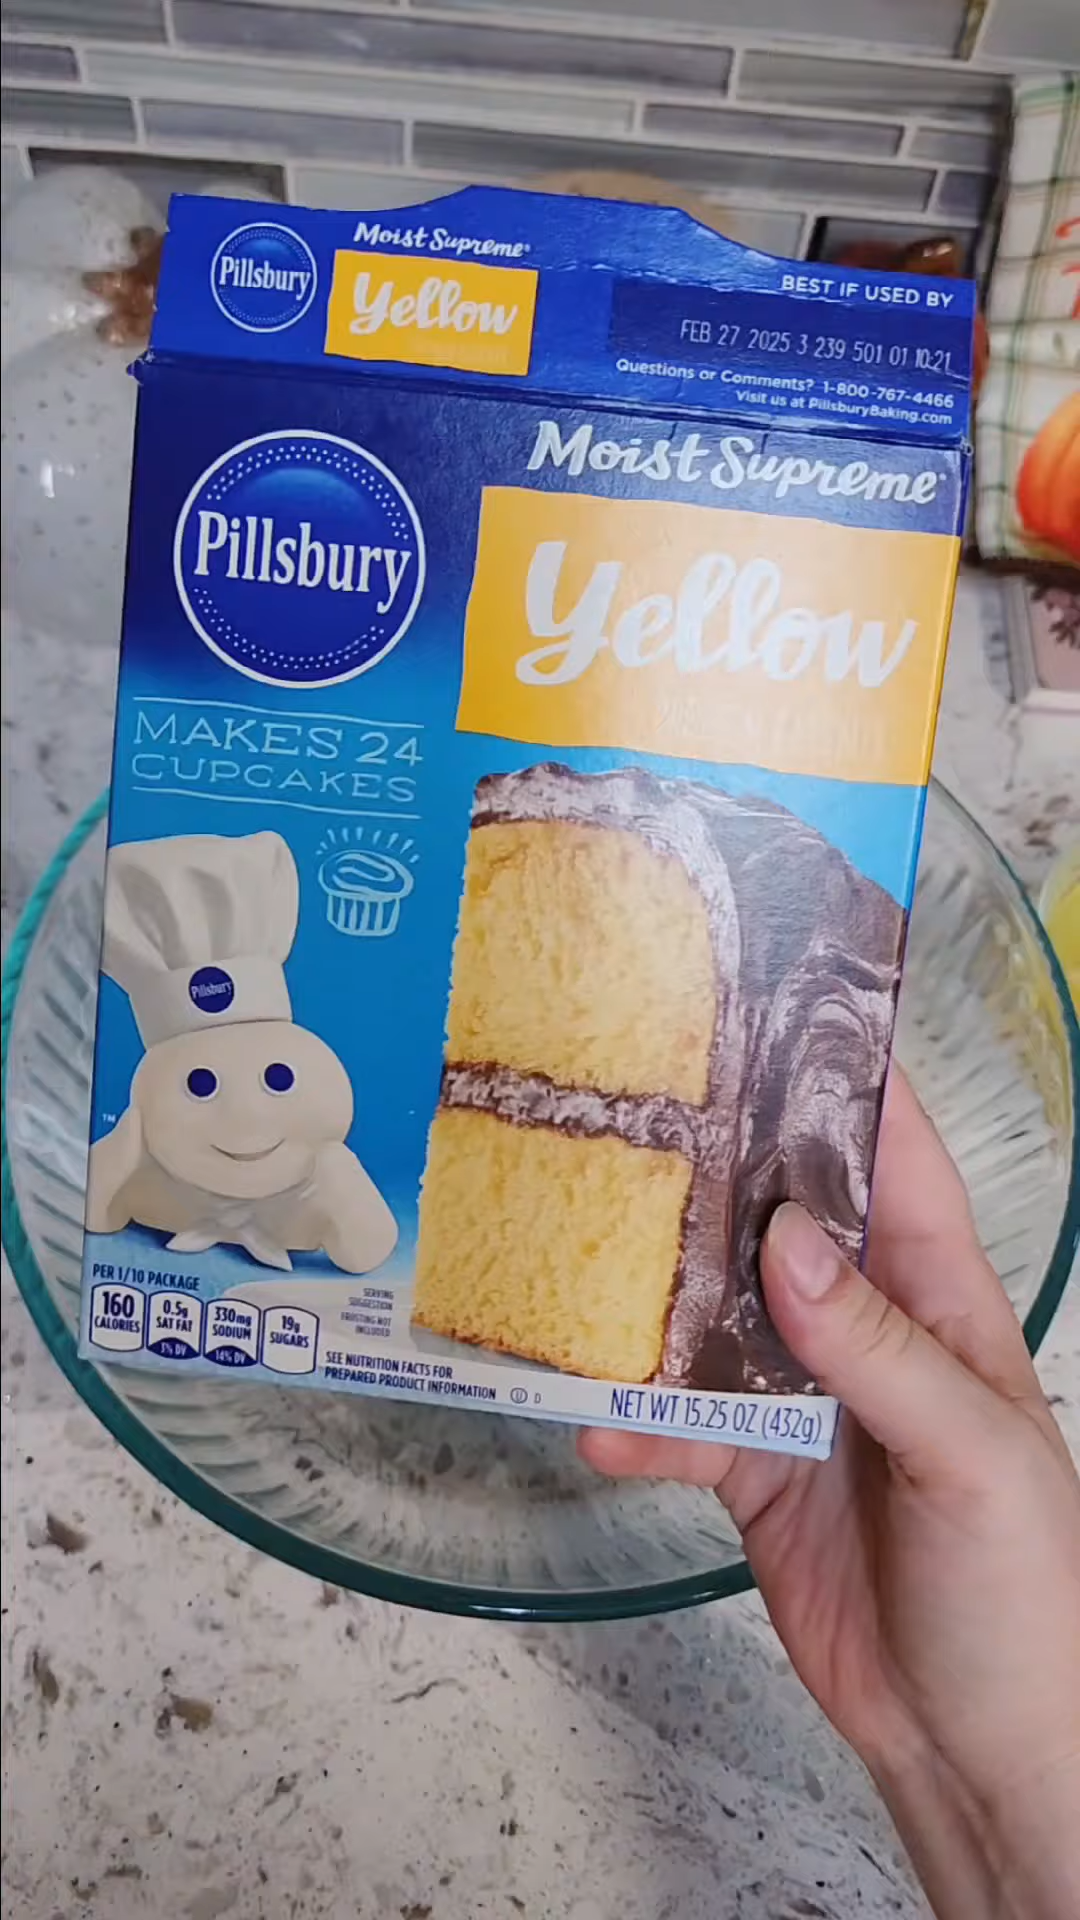 Pillsbury
Moist Supreme®
Yellow
BEST IF USED BY
FEB 27 2025 3 239 501 01 10:21
Questions or Comments? 1-800-767-4466
Visit us at PillsburyBaking.com
Moist Supreme®
Pillsbury
Yellow
MAKES 24
CUPCAKES
Pillsbury
TM
PER 1/10 PACKAGE
160
CALORIES
0.5g
SAT FAT
3% DV
330mg
SODIUM
14% DV
19g
SUGARS
SERVING
SUGGESTION
FROSTING NOT
INCLUDED
SEE NUTRITION FACTS FOR
PREPARED PRODUCT INFORMATION U D
NET WT 15.25 OZ (432g)